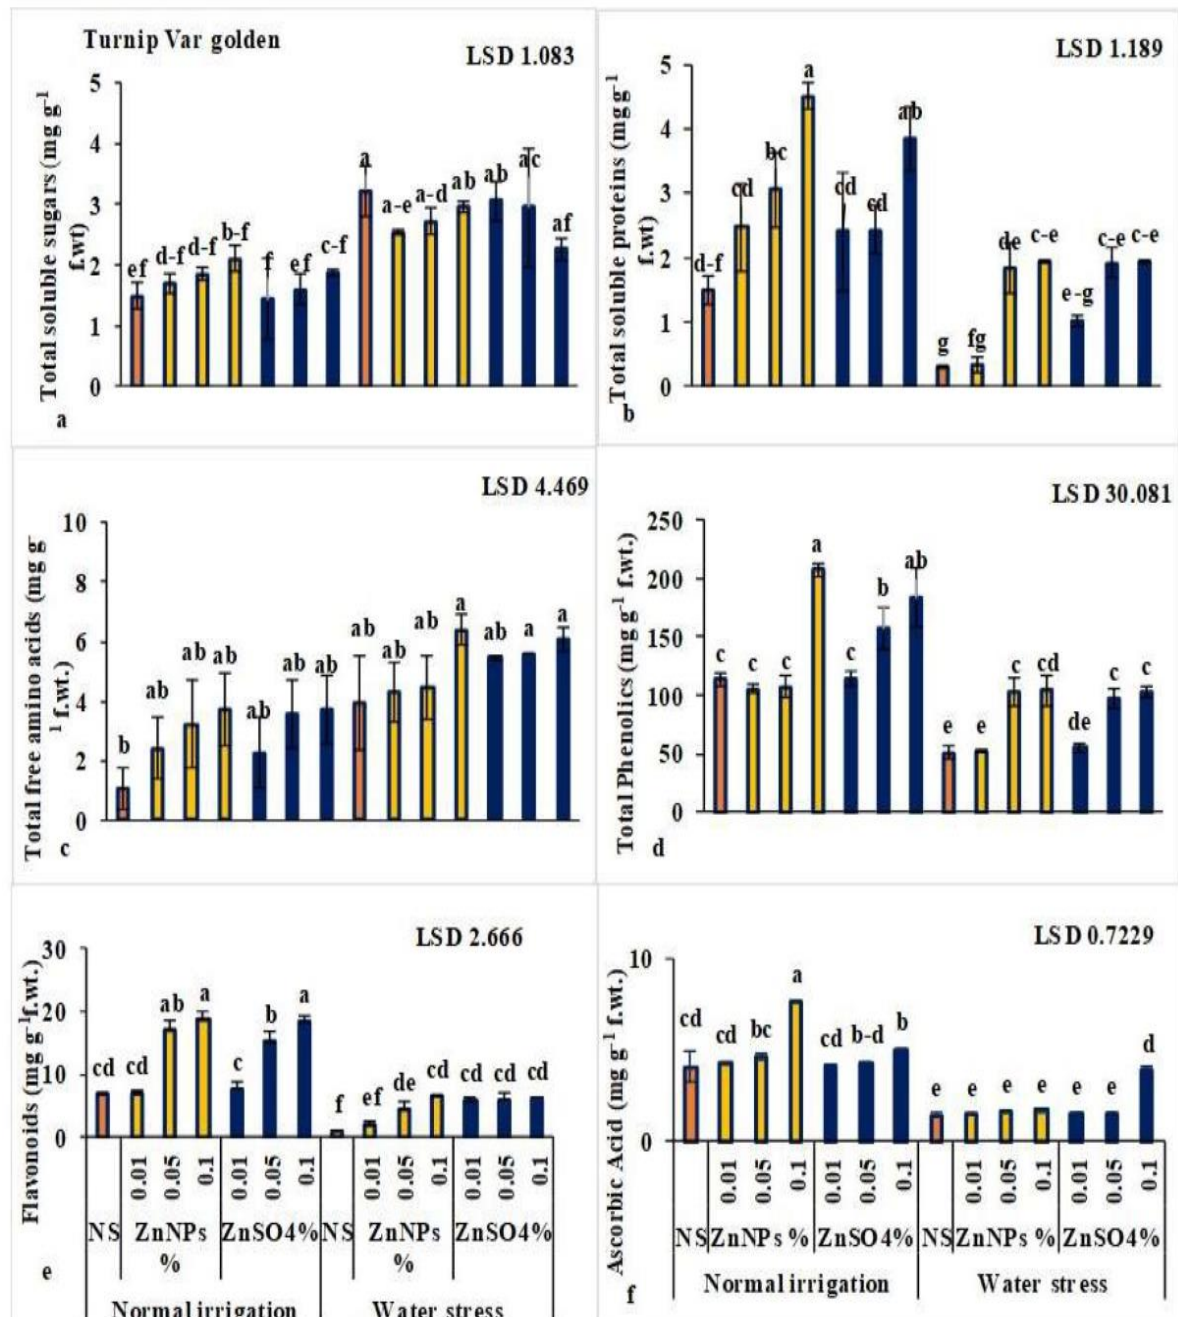 Turnip Var golden
LSD 1.083
Total soluble sugars (mg g-1
f.wt)
5
4
3
2
1
0
ef
d-f
d-f
b-f
f
ef
c-f
a
a-e
a-d
ab
ab
ac
af
a
LSD 1.189
Total soluble proteins (mg g-1
f.wt)
5
4
3
2
1
0
d-f
cd
bc
a
cd
cd
ab
g
fg
de
c-e
e-g
c-e
c-e
b
LSD 4.469
Total free amino acids (mg g-
1 f.wt.)
10
8
6
4
2
0
b
ab
ab
ab
ab
ab
ab
ab
ab
ab
a
ab
a
a
c
LSD 30.081
Total Phenolics (mg g-1 f.wt.)
250
200
150
100
50
0
c
c
c
a
c
b
ab
e
e
c
cd
de
c
c
d
LSD 2.666
Flavonoids (mg g-1f.wt.)
30
20
10
0
cd
cd
ab
a
c
b
a
f
ef
de
cd
cd
cd
cd
0.01
0.05
0.1
0.01
0.05
0.1
0.01
0.05
0.1
0.01
0.05
0.1
NS
ZnNPs
%
ZnSO4%
NS
ZnNPs
%
ZnSO4%
Normal irrigation
Water stress
e
LSD 0.7229
Ascorbic Acid (mg g-1 f.wt.)
10
5
0
cd
cd
bc
a
cd
b-d
b
e
e
e
e
e
e
d
0.01
0.05
0.1
0.01
0.05
0.1
0.01
0.05
0.1
0.01
0.05
0.1
NS
ZnNPs %
ZnSO4%
NS
ZnNPs %
ZnSO4%
Normal irrigation
Water stress
f